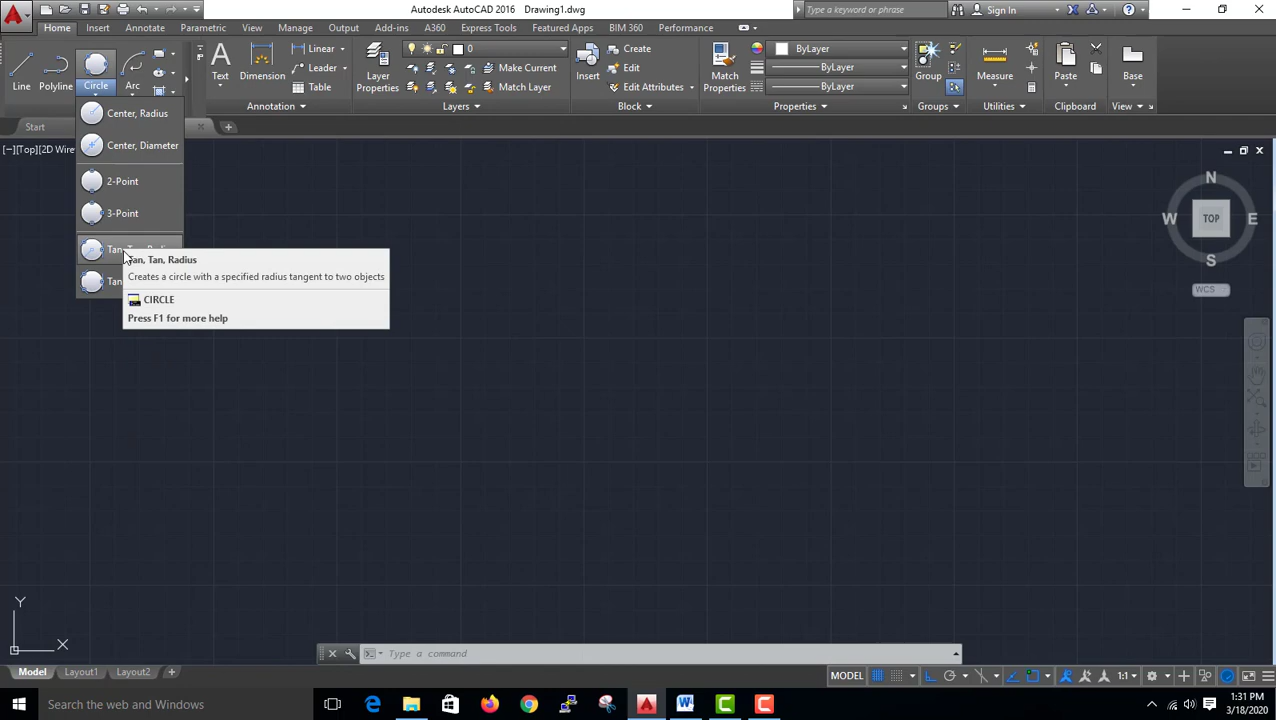 Autodesk AutoCAD 2016 Drawing1.dwg
Type a keyword or phrase
Sign In
Home Insert Annotate Parametric View Manage Output Add-ins A360 Express Tools Featured Apps BIM 360 Performance
Line Polyline Circle Arc
Text Dimension
Linear
Leader
Table
Annotation
Layer Properties
0
Make Current
Match Layer
Layers
Insert
Create
Edit
Edit Attributes
Block
Match Properties
ByLayer
ByLayer
ByLayer
Properties
Group
Groups
Measure
Utilities
Paste
Clipboard
Base
View
Start
[−][Top][2D Wire
Center, Radius
Center, Diameter
2-Point
3-Point
Tan
Tan, Tan, Radius
Creates a circle with a specified radius tangent to two objects
CIRCLE
Press F1 for more help
N
W TOP E
S
WCS
Y
X
Type a command
Model Layout1 Layout2
MODEL
1:1
Search Windows
1:31 PM
3/18/2020